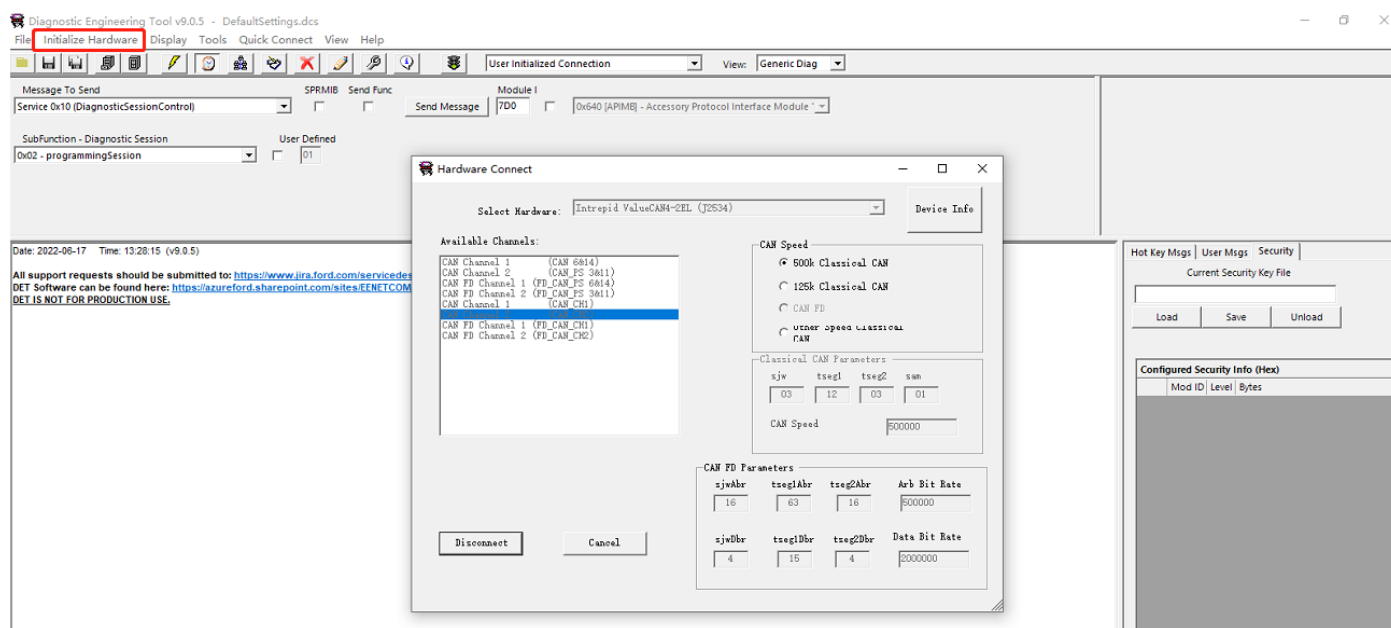 Diagnostic Engineering Tool v9.0.5 - DefaultSettings.dcs
File Initialize Hardware Display Tools Quick Connect View Help
User Initialized Connection View: Generic Diag
Message To Send SPRMIB Send Func Module I
Service 0x10 (DiagnosticSessionControl) Send Message 7D0 0x640 [APIMB] - Accessory Protocol Interface Module
SubFunction - Diagnostic Session User Defined
0x02 - programmingSession 01
Date: 2022-06-17 Time: 13:28:15 (v9.0.5)
All support requests should be submitted to: https://www.jira.ford.com/servicedes
DET Software can be found here: https://azureford.sharepoint.com/sites/EENETCOM
DET IS NOT FOR PRODUCTION USE.
Hardware Connect
Select Hardware: Intrepid ValueCAN4-2EL (J2534) Device Info
Available Channels:
CAN Channel 1 (CAN 6&14)
CAN Channel 2 (CAN_PS 3&11)
CAN FD Channel 1 (FD_CAN_PS 6&14)
CAN FD Channel 2 (FD_CAN_PS 3&11)
CAN Channel 1 (CAN_CH1)
CAN FD Channel 1 (FD_CAN_CH1)
CAN FD Channel 2 (FD_CAN_CH2)
Disconnect Cancel
CAN Speed
500k Classical CAN
125k Classical CAN
CAN FD
Other Speed Classical
CAN
Classical CAN Parameters
sjw tseg1 tseg2 sam
03 12 03 01
CAN Speed 500000
CAN FD Parameters
sjwAbr tseg1Abr tseg2Abr Arb Bit Rate
16 63 16 500000
sjwDbr tseg1Dbr tseg2Dbr Data Bit Rate
4 15 4 2000000
Hot Key Msgs User Msgs Security
Current Security Key File
Load Save Unload
Configured Security Info (Hex)
Mod ID Level Bytes